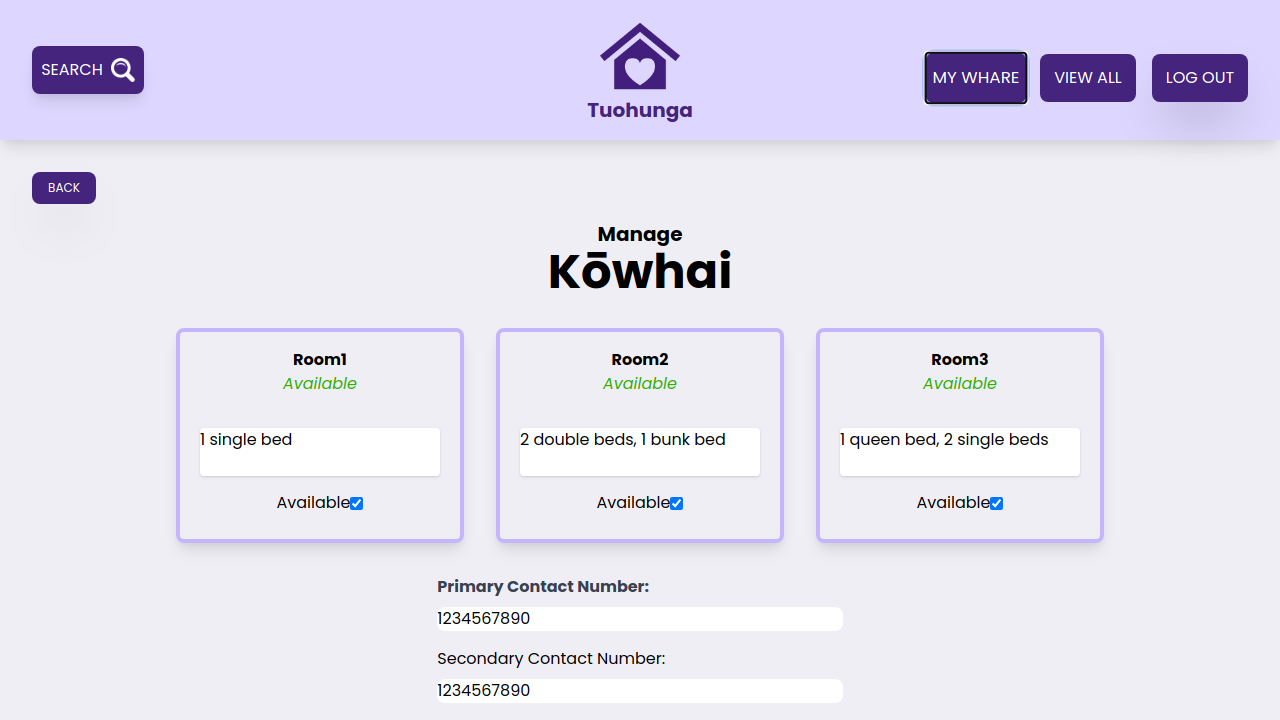 SEARCH
Tuohunga
MY WHARE
VIEW ALL
LOG OUT
BACK
Manage
Kōwhai
Room1
Available
1 single bed
Available
Room2
Available
2 double beds, 1 bunk bed
Available
Room3
Available
1 queen bed, 2 single beds
Available
Primary Contact Number:
1234567890
Secondary Contact Number:
1234567890